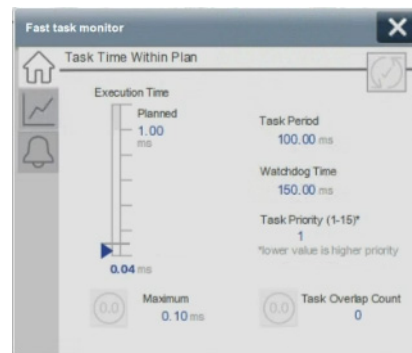 Fast task monitor
Task Time Within Plan
Execution Time
Planned
1.00
ms
0.04 ms
Task Period
100.00 ms
Watchdog Time
150.00 ms
Task Priority (1-15)*
1
*lower value is higher priority
0.0
Maximum
0.10 ms
0.0
Task Overlap Count
0